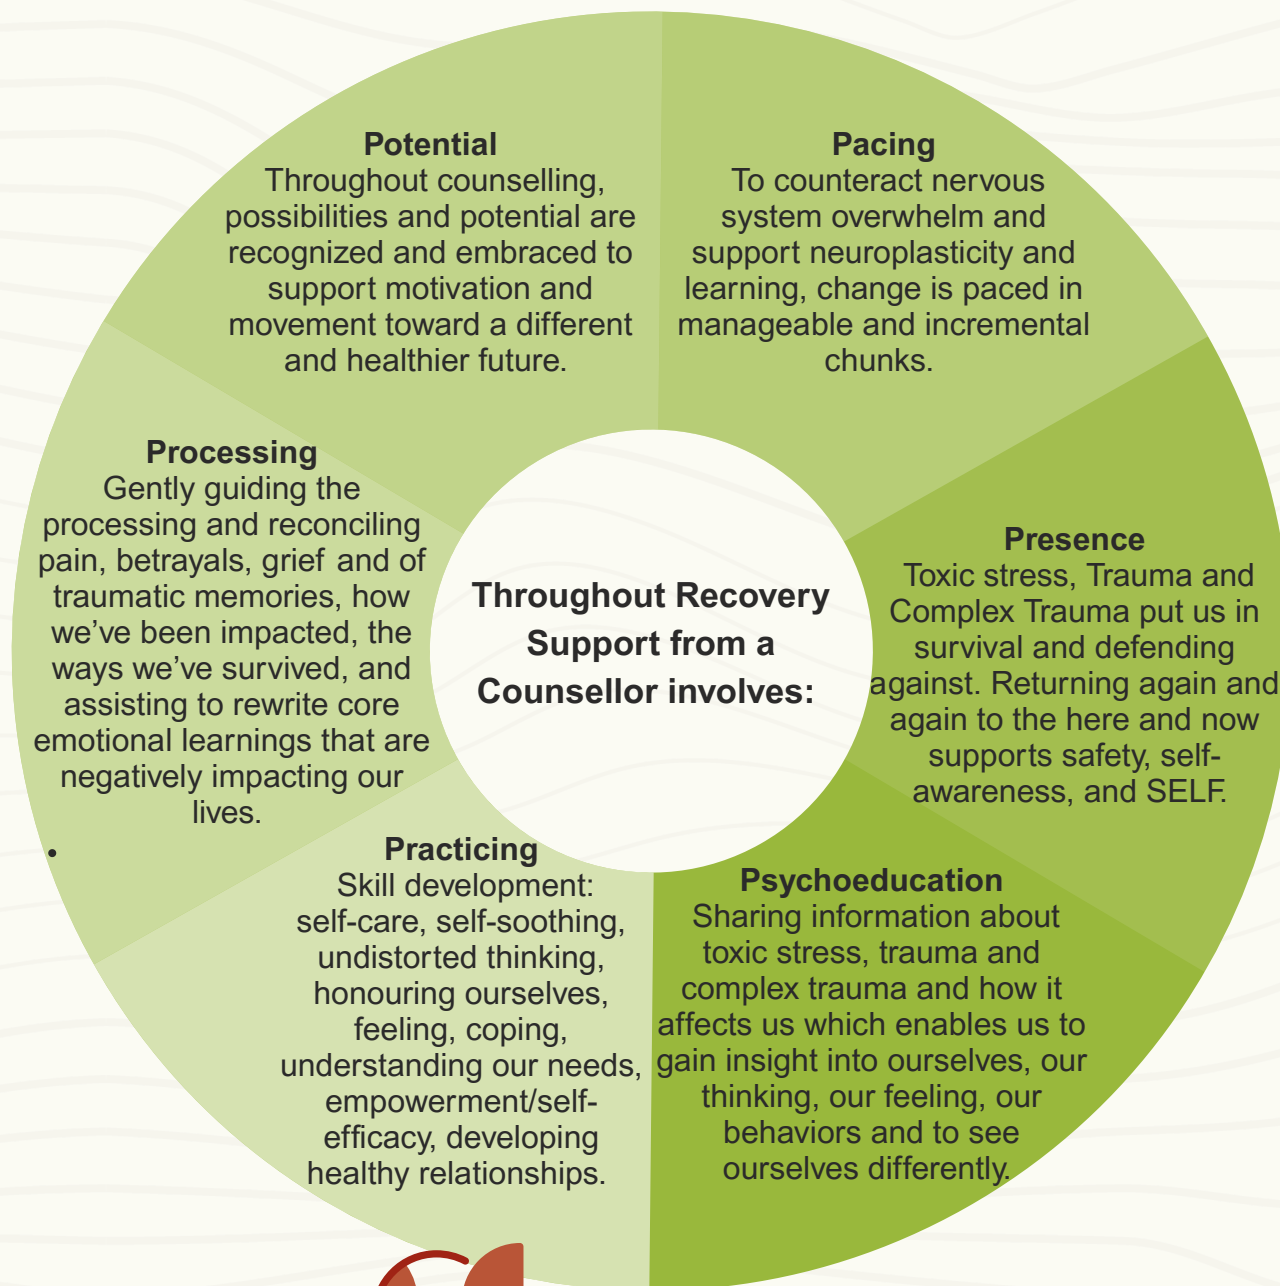 Potential
Throughout counselling,
possibilities and potential are
recognized and embraced to
support motivation and
movement toward a different
and healthier future.
Pacing
To counteract nervous
system overwhelm and
support neuroplasticity and
learning, change is paced in
manageable and incremental
chunks.
Processing
Gently guiding the
processing and reconciling
pain, betrayals, grief and of
traumatic memories, how
we’ve been impacted, the
ways we’ve survived, and
assisting to rewrite core
emotional learnings that are
negatively impacting our
lives.
•
Throughout Recovery
Support from a
Counsellor involves:
Presence
Toxic stress, Trauma and
Complex Trauma put us in
survival and defending
against. Returning again and
again to the here and now
supports safety, self-
awareness, and SELF.
Practicing
Skill development:
self-care, self-soothing,
undistorted thinking,
honouring ourselves,
feeling, coping,
understanding our needs,
empowerment/self-
efficacy, developing
healthy relationships.
Psychoeducation
Sharing information about
toxic stress, trauma and
complex trauma and how it
affects us which enables us to
gain insight into ourselves, our
thinking, our feeling, our
behaviors and to see
ourselves differently.